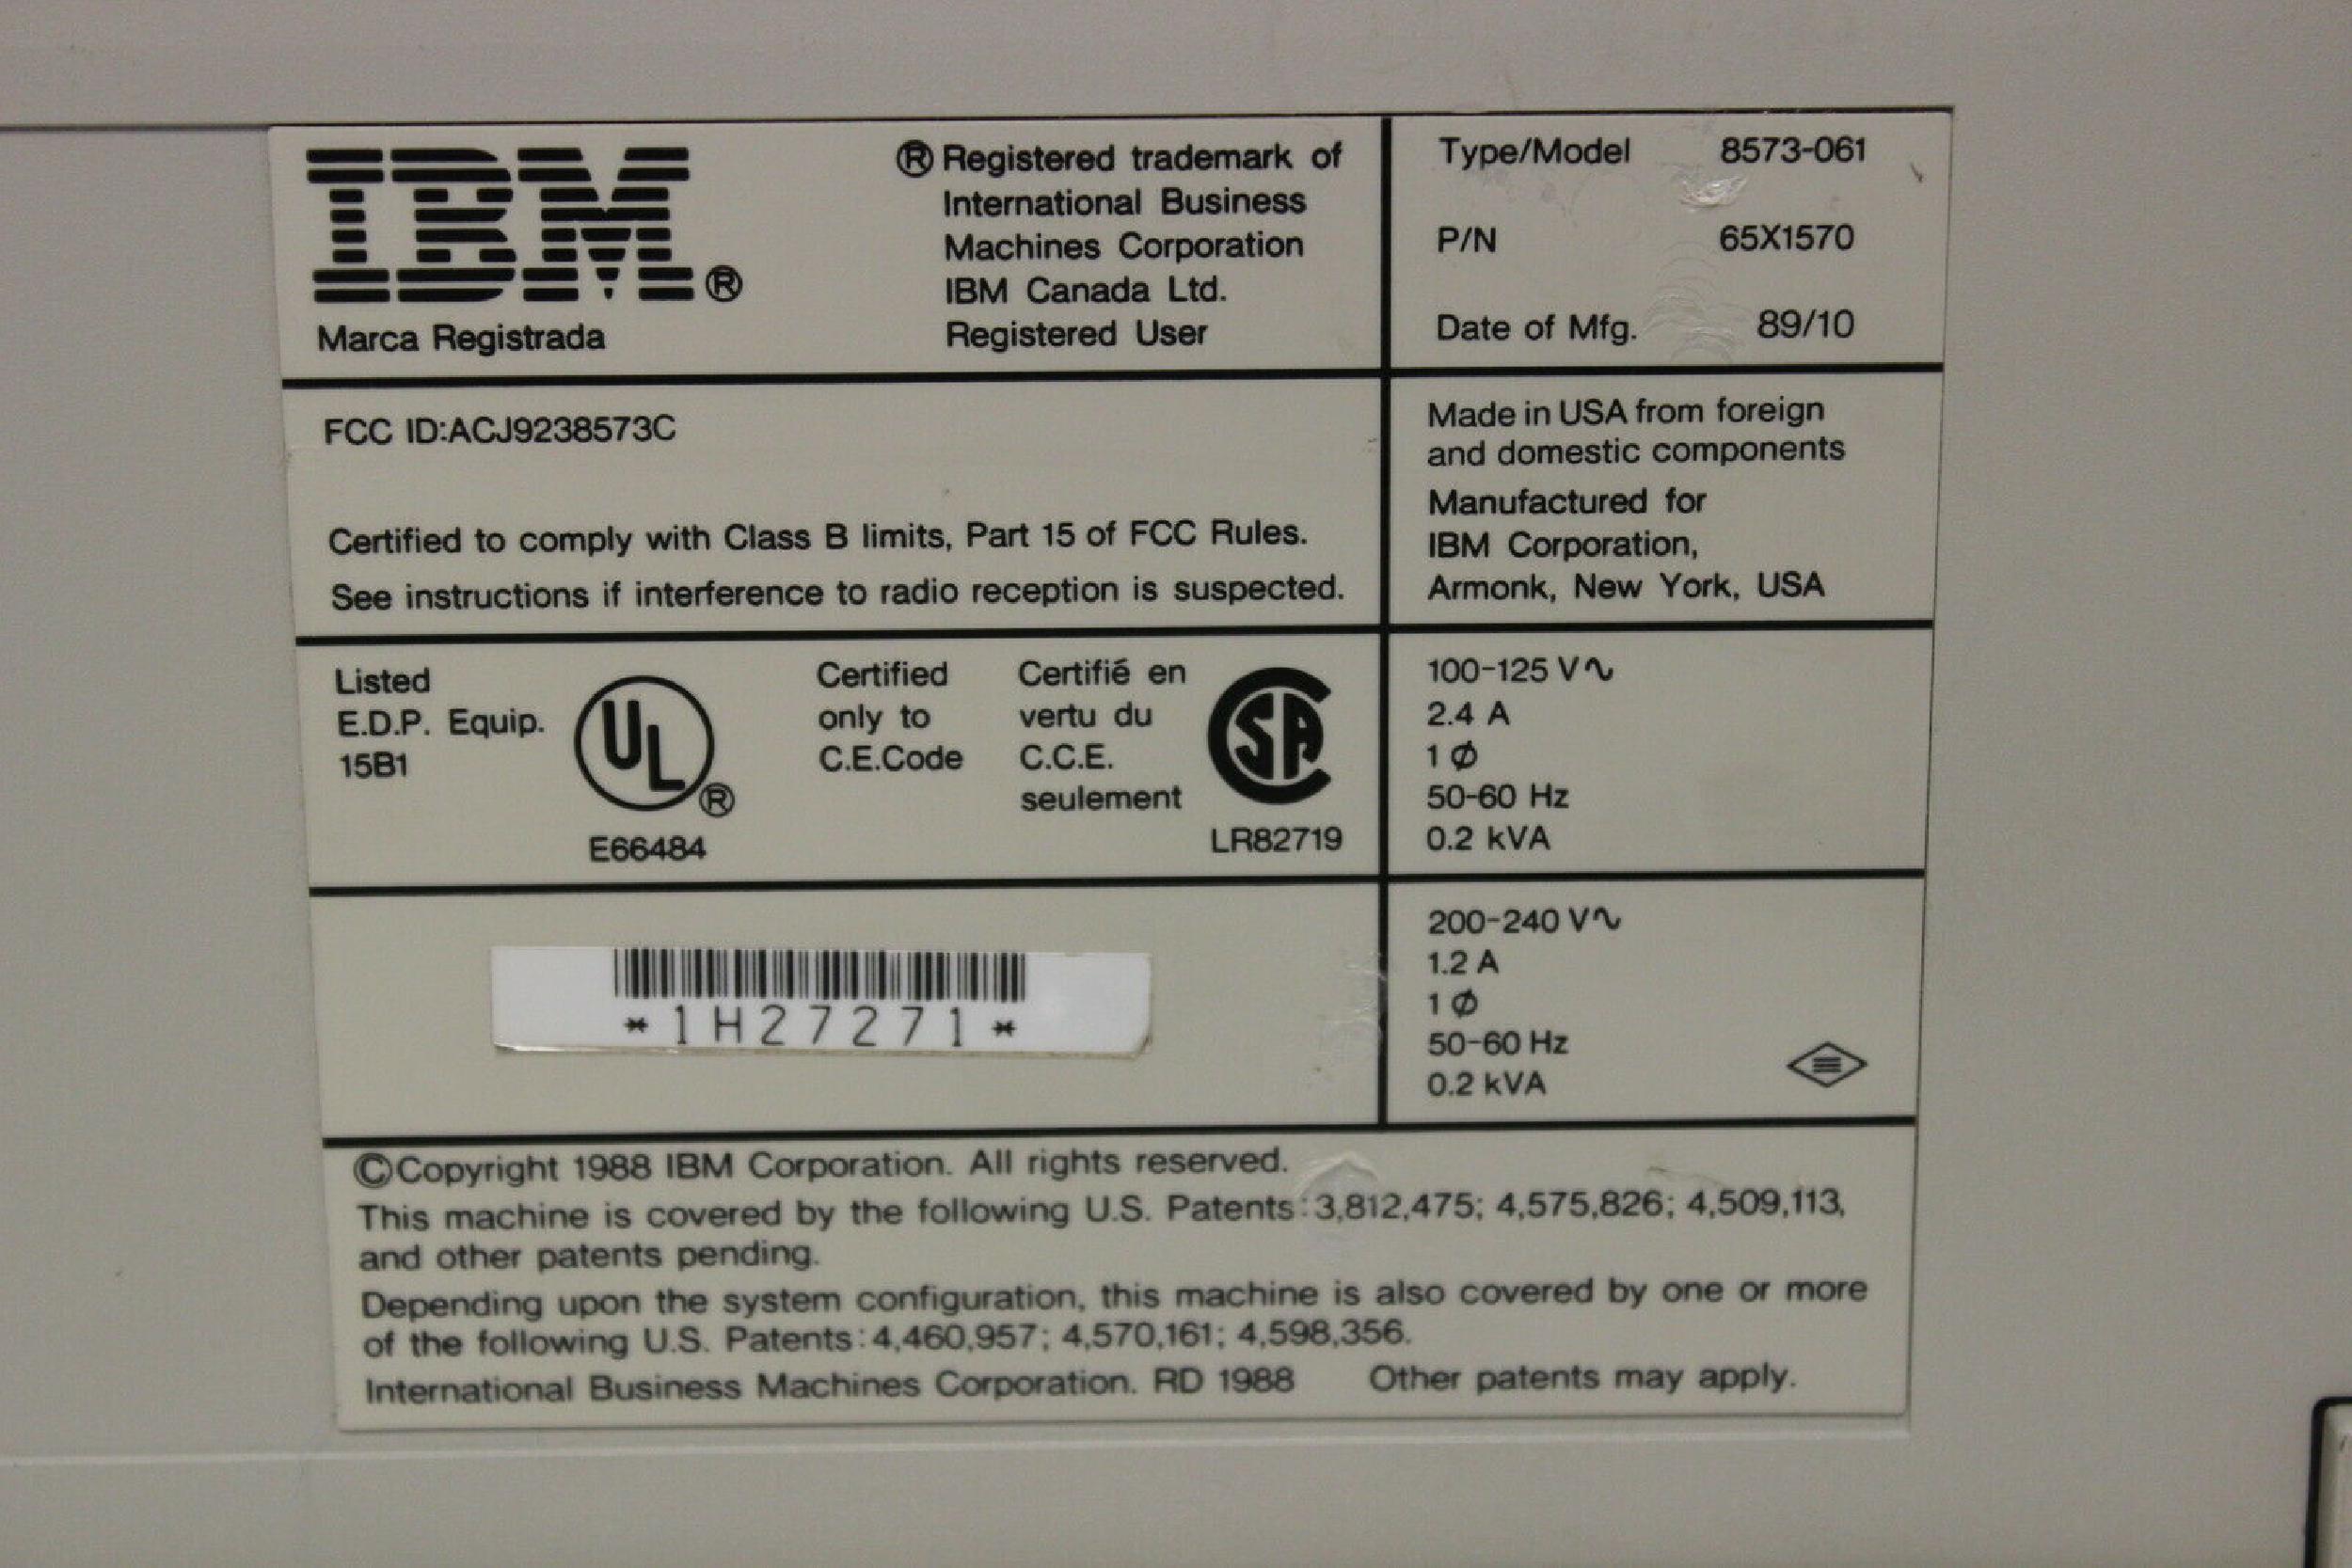 IBM®
Marca Registrada
® Registered trademark of
International Business
Machines Corporation
IBM Canada Ltd.
Registered User
Type/Model 8573-061
P/N 65X1570
Date of Mfg. 89/10
FCC ID:ACJ9238573C
Certified to comply with Class B limits, Part 15 of FCC Rules.
See instructions if interference to radio reception is suspected.
Made in USA from foreign
and domestic components
Manufactured for
IBM Corporation,
Armonk, New York, USA
Listed
E.D.P. Equip.
15B1
UL®
E66484
Certified
only to
C.E.Code
Certifié en
vertu du
C.C.E.
seulement
CSA
LR82719
100-125 V∿
2.4 A
1 Ø
50-60 Hz
0.2 kVA
*1H27271*
200-240 V∿
1.2 A
1 Ø
50-60 Hz
0.2 kVA
©Copyright 1988 IBM Corporation. All rights reserved.
This machine is covered by the following U.S. Patents: 3,812,475; 4,575,826; 4,509,113,
and other patents pending.
Depending upon the system configuration, this machine is also covered by one or more
of the following U.S. Patents: 4,460,957; 4,570,161; 4,598,356.
International Business Machines Corporation. RD 1988 Other patents may apply.